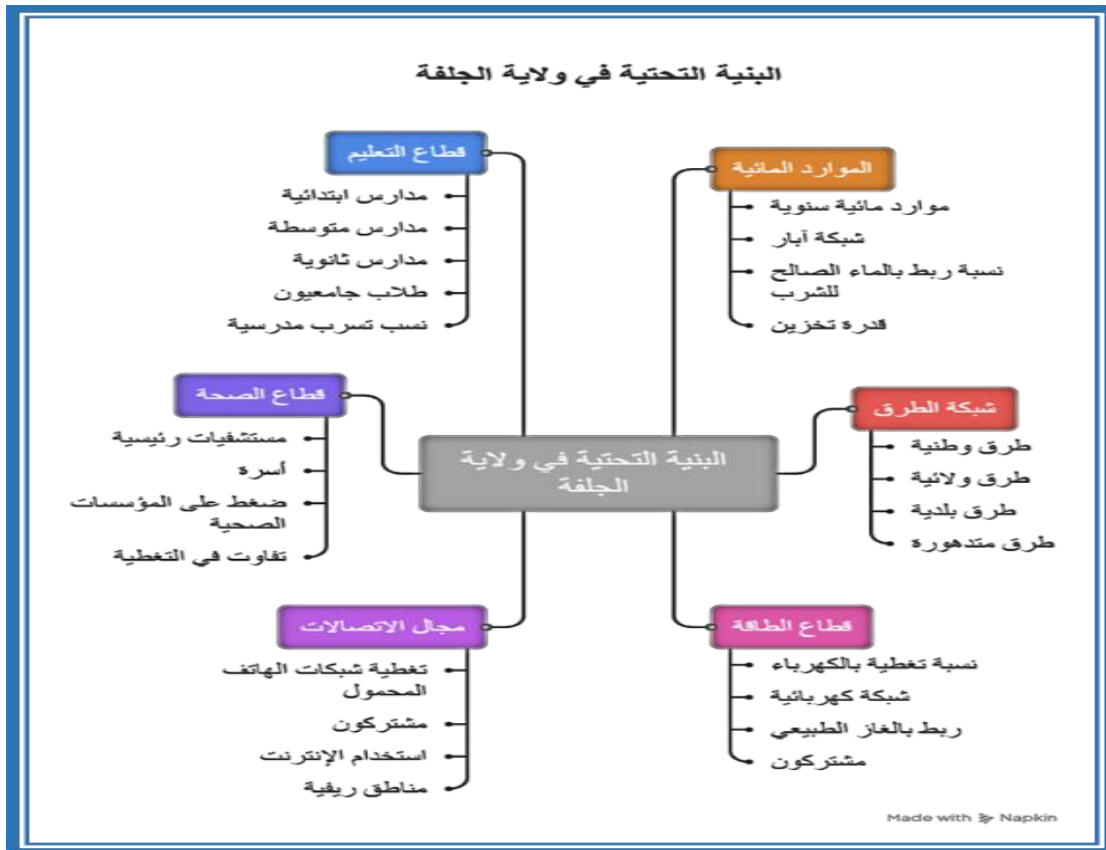 البنية التحتية في ولاية الجلفة
الموارد المائية
موارد مائية سنوية
شبكة آبار
نسبة ربط بالماء الصالح
للشرب
قدرة تخزين
شبكة الطرق
طرق وطنية
طرق ولائية
طرق بلدية
طرق متدهورة
قطاع الطاقة
نسبة تغطية بالكهرباء
شبكة كهربائية
ربط بالغاز الطبيعي
مشتركون
البنية التحتية في ولاية
الجلفة
قطاع التعليم
مدارس ابتدائية
مدارس متوسطة
مدارس ثانوية
طلاب جامعيون
نسب تسرب مدرسية
قطاع الصحة
مستشفيات رئيسية
أسرة
ضغط على المؤسسات
الصحية
تفاوت في التغطية
مجال الاتصالات
تغطية شبكات الهاتف
المحمول
مشتركون
استخدام الإنترنت
مناطق ريفية
Made with Napkin